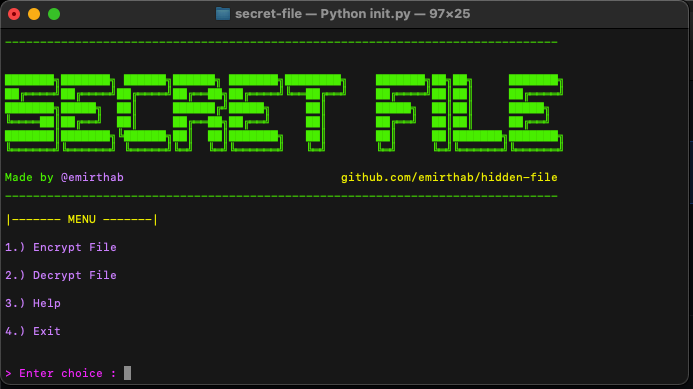 secret-file — Python init.py — 97×25
SECRET FILE
Made by @emirthab github.com/emirthab/hidden-file
|------- MENU -------|
1.) Encrypt File
2.) Decrypt File
3.) Help
4.) Exit
> Enter choice :